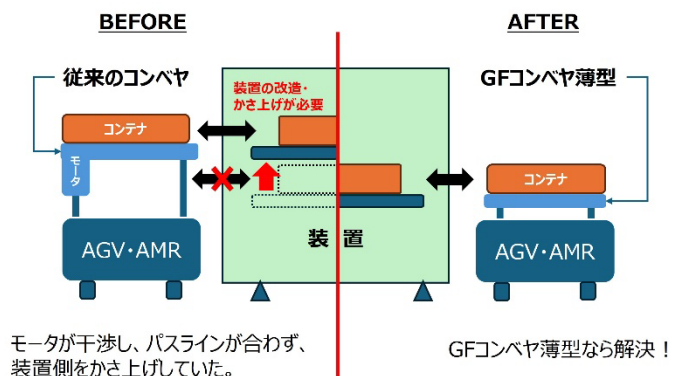 BEFORE
AFTER
従来のコンベヤ
装置の改造・
かさ上げが必要
GFコンベヤ薄型
コンテナ
モータ
コンテナ
装置
AGV・AMR
AGV・AMR
モータが干渉し、パスラインが合わず、
装置側をかさ上げしていた。
GFコンベヤ薄型なら解決！